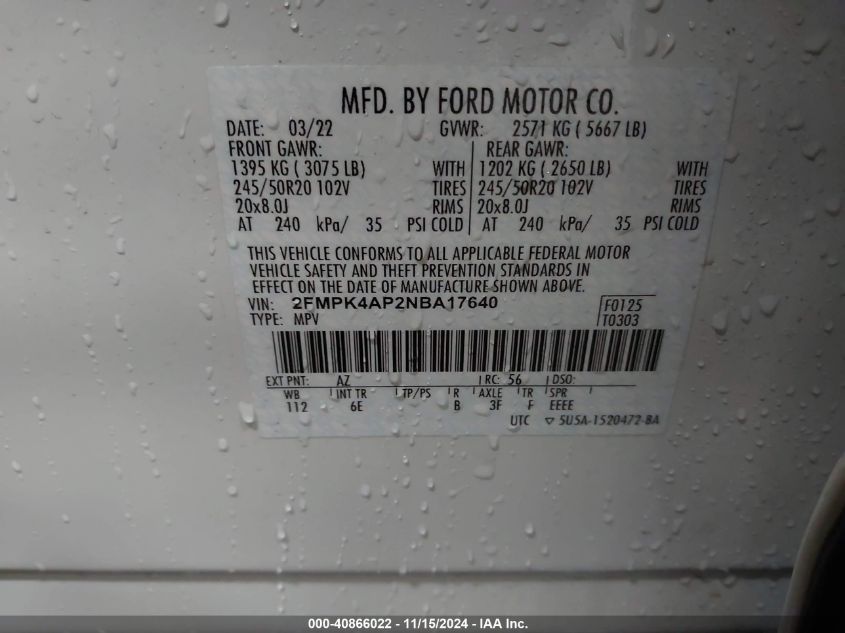 MFD. BY FORD MOTOR CO.
DATE: 03/22 GVWR: 2571 KG ( 5667 LB)
FRONT GAWR: REAR GAWR:
1395 KG ( 3075 LB) WITH 1202 KG ( 2650 LB) WITH
245/50R20 102V TIRES 245/50R20 102V TIRES
20x8.0J RIMS 20x8.0J RIMS
AT 240 kPa/ 35 PSI COLD AT 240 kPa/ 35 PSI COLD
THIS VEHICLE CONFORMS TO ALL APPLICABLE FEDERAL MOTOR
VEHICLE SAFETY AND THEFT PREVENTION STANDARDS IN
EFFECT ON THE DATE OF MANUFACTURE SHOWN ABOVE.
VIN: 2FMPK4AP2NBA17640 F0125
TYPE: MPV T0303
EXT PNT: AZ RC: 56 DSO:
WB INT TR TP/PS R AXLE TR SPR
112 6E B 3F F EEEE
UTC ▽ 5U5A-1520472-BA
000-40866022 - 11/15/2024 - IAA Inc.